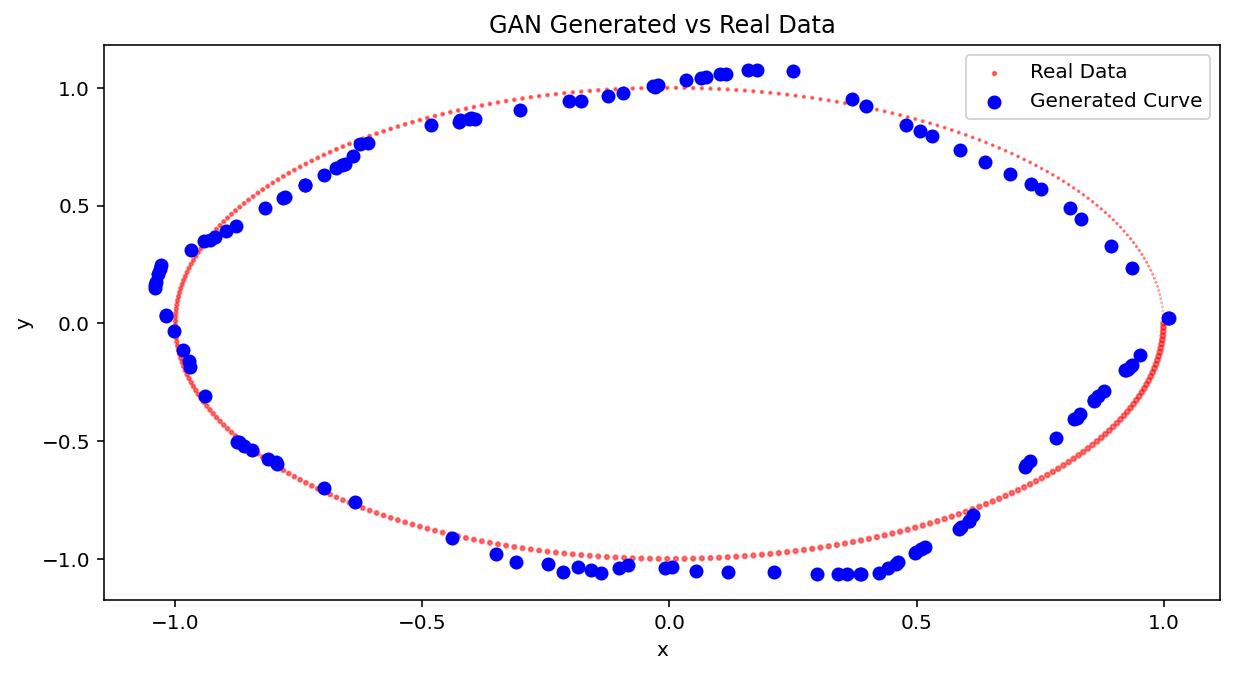 GAN Generated vs Real Data
Real Data
Generated Curve
1.0
0.5
0.0
−0.5
−1.0
y
−1.0 −0.5 0.0 0.5 1.0
x